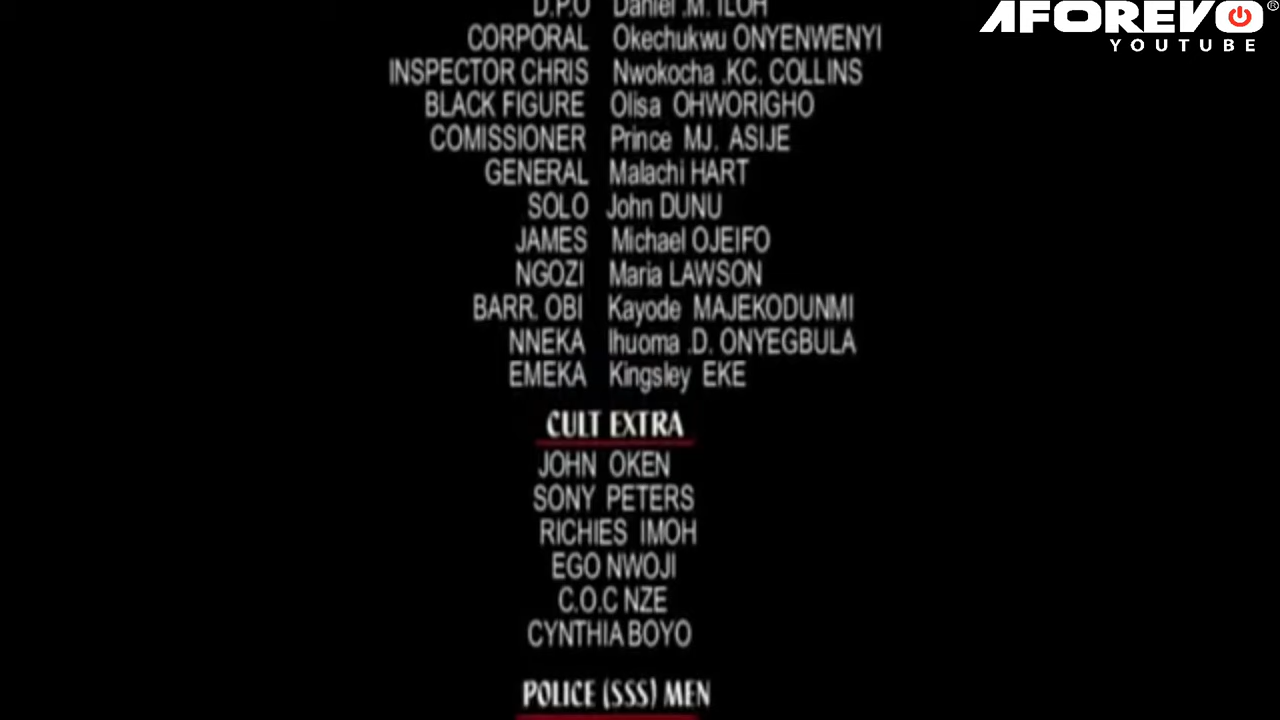 AFOREVO®
YOUTUBE
D.P.O Daniel .M. ILOH
CORPORAL Okechukwu ONYENWENYI
INSPECTOR CHRIS Nwokocha .KC. COLLINS
BLACK FIGURE Olisa OHWORIGHO
COMISSIONER Prince MJ. ASIJE
GENERAL Malachi HART
SOLO John DUNU
JAMES Michael OJEIFO
NGOZI Maria LAWSON
BARR. OBI Kayode MAJEKODUNMI
NNEKA Ihuoma .D. ONYEGBULA
EMEKA Kingsley EKE
CULT EXTRA
JOHN OKEN
SONY PETERS
RICHIES IMOH
EGO NWOJI
C.O.C NZE
CYNTHIA BOYO
POLICE (SSS) MEN